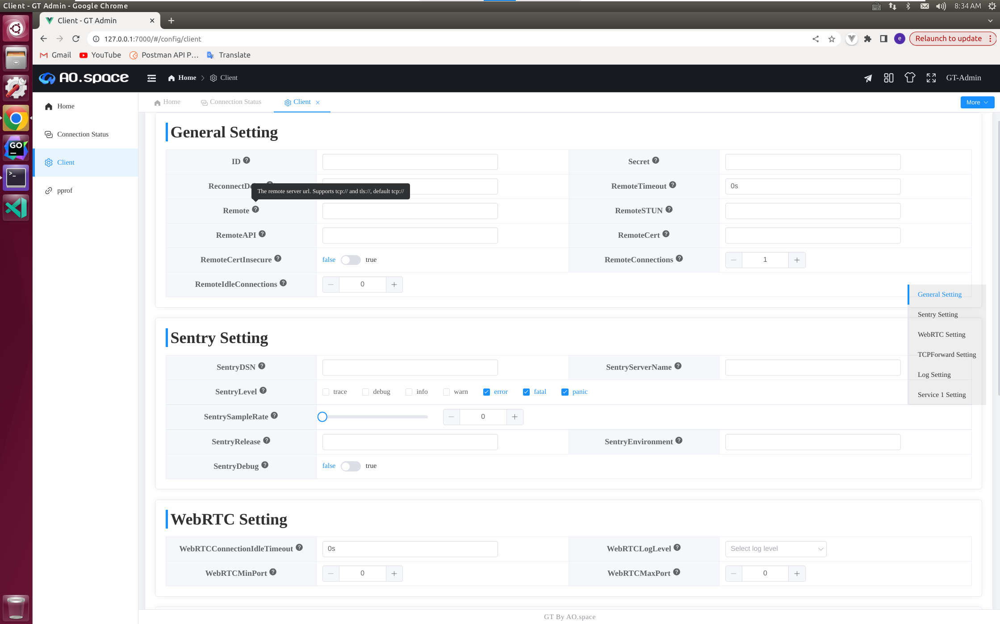 Client - GT Admin - Google Chrome
8:34 AM
Client - GT Admin
127.0.0.1:7000/#/config/client
e
Relaunch to update
Gmail
YouTube
Postman API P...
Translate
AO.space
Home
Client
GT-Admin
Home
Connection Status
Client
pprof
Home
Connection Status
Client
More
General Setting
ID
Secret
RemoteTimeout
0s
The remote server url. Supports tcp:// and tls://, default tcp://
Remote
RemoteSTUN
RemoteAPI
RemoteCert
RemoteCertInsecure
false
true
RemoteConnections
1
RemoteIdleConnections
0
General Setting
Sentry Setting
WebRTC Setting
TCPForward Setting
Log Setting
Service 1 Setting
Sentry Setting
SentryDSN
SentryServerName
SentryLevel
trace
debug
info
warn
error
fatal
panic
SentrySampleRate
0
SentryRelease
SentryEnvironment
SentryDebug
false
true
WebRTC Setting
WebRTCConnectionIdleTimeout
0s
WebRTCLogLevel
Select log level
WebRTCMinPort
0
WebRTCMaxPort
0
GT By AO.space
GO